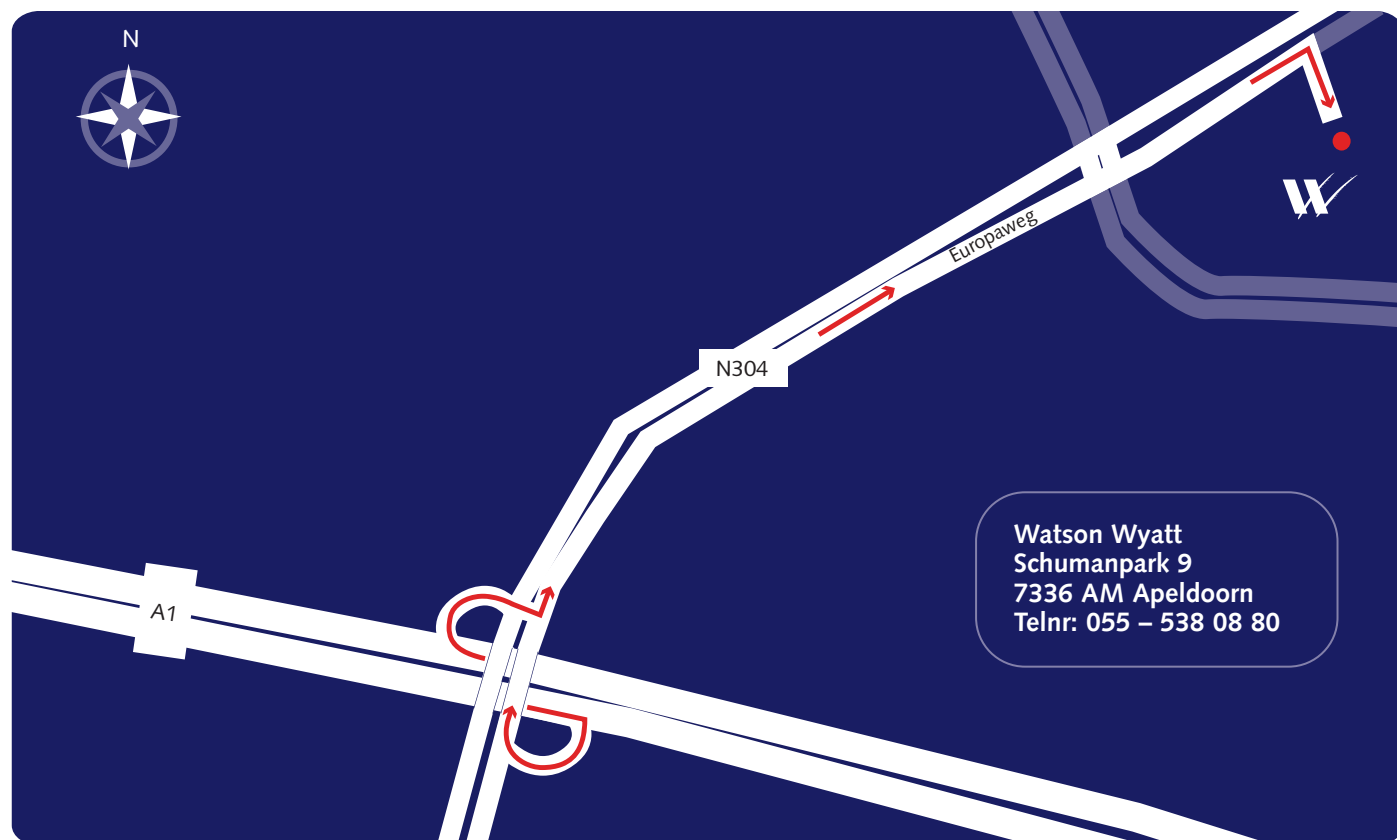 N
Europaweg
N304
A1
Watson Wyatt
Schumanpark 9
7336 AM Apeldoorn
Telnr: 055 – 538 08 80
W